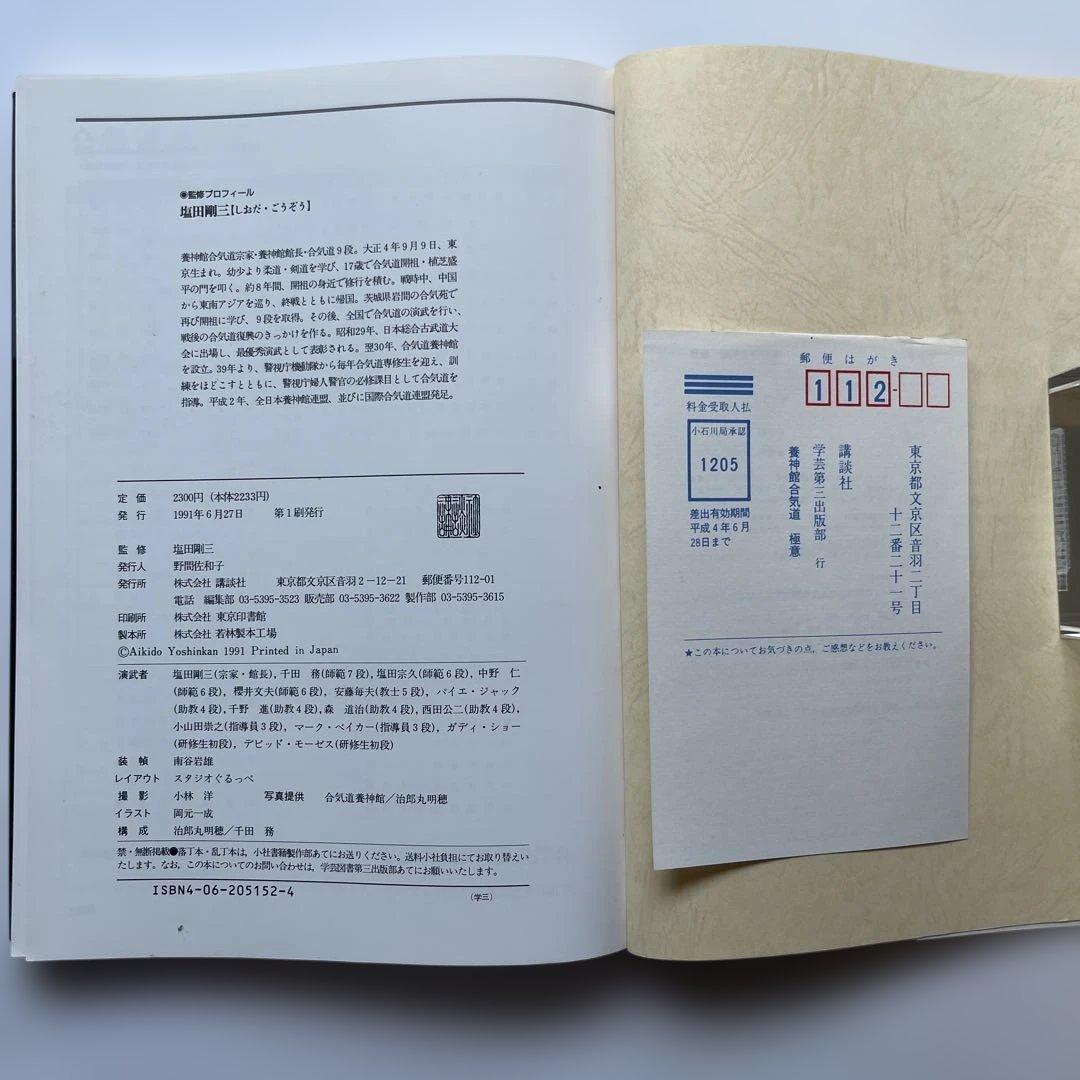 ◉監修プロフィール
塩田剛三【しおだ・ごうぞう】
養神館合気道宗家・養神館館長・合気道9段。大正4年9月9日、東
京生まれ。幼少より柔道・剣道を学び、17歳で合気道開祖・植芝盛
平の門を叩く。約8年間、開祖の身近で修行を積む。戦時中、中国
から東南アジアを巡り、終戦とともに帰国。茨城県岩間の合気苑で
再び開祖に学び、9段を取得。その後、全国で合気道の演武を行い、
戦後の合気道復興のきっかけを作る。昭和29年、日本総合古武道大
会に出場し、最優秀演武として表彰される。翌30年、合気道養神館
を設立。39年より、警視庁機動隊から毎年合気道専修生を迎え、訓
練をほどこすとともに、警視庁婦人警官の必修課目として合気道を
指導。平成2年、全日本養神館連盟、並びに国際合気道連盟発足。
定 価 2300円(本体2233円)
発 行 1991年6月27日 第1刷発行
監 修 塩田剛三
発行人 野間佐和子
発行所 株式会社 講談社 東京都文京区音羽2-12-21 郵便番号112-01
電話 編集部 03-5395-3523 販売部 03-5395-3622 製作部 03-5395-3615
印刷所 株式会社 東京印書館
製本所 株式会社 若林製本工場
©Aikido Yoshinkan 1991 Printed in Japan
演武者 塩田剛三(宗家・館長), 千田 務(師範7段), 塩田宗久(師範6段), 中野 仁
(師範6段), 櫻井文夫(師範6段), 安藤毎夫(教士5段), パイエ・ジャック
(助教4段), 千野 進(助教4段), 森 道治(助教4段), 西田公二(助教4段),
小山田崇之(指導員3段), マーク・ベイカー(指導員3段), ガディ・ショー
(研修生初段), デビッド・モーゼス(研修生初段)
装 幀 南谷岩雄
レイアウト スタジオぐるっぺ
撮 影 小林 洋 写真提供 合気道養神館/治郎丸明穂
イラスト 岡元一成
構 成 治郎丸明穂/千田 務
禁・無断掲載●落丁本・乱丁本は, 小社書籍製作部あてにお送りください。送料小社負担にてお取り替えい
たします。なお, この本についてのお問い合わせは, 学芸図書第三出版部あてにお願いいたします。
ISBN4-06-205152-4
(学三)
郵便はがき
112-
料金受取人払
小石川局承認
1205
差出有効期間
平成4年6月
28日まで
東京都文京区音羽二丁目
十二番二十一号
講談社
学芸第三出版部 行
養神館合気道 極意
★この本についてお気づきの点, ご感想などをお教えください。